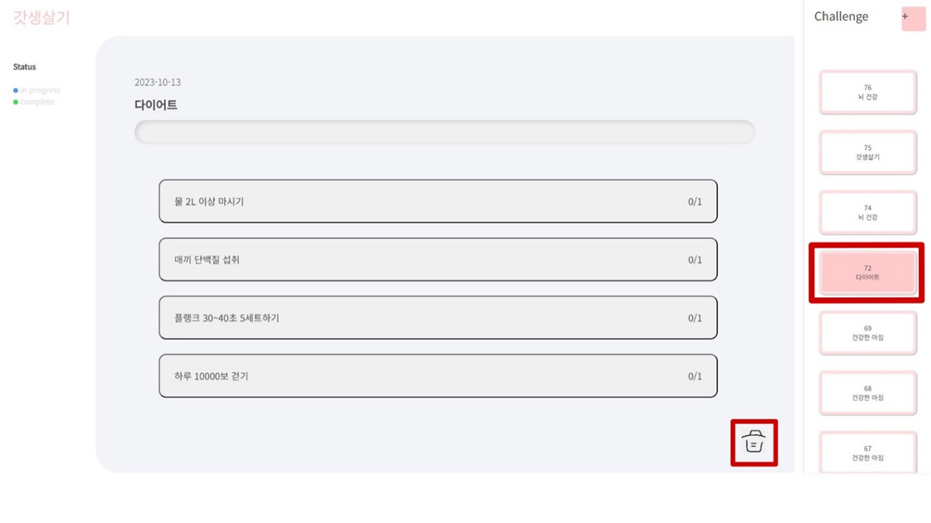 갓생살기
Status
in progress
complete
2023-10-13
다이어트
물 2L 이상 마시기 0/1
매끼 단백질 섭취 0/1
플랭크 30~40초 5세트하기 0/1
하루 10000보 걷기 0/1
Challenge +
76
뇌 건강
75
갓생살기
74
뇌 건강
72
다이어트
69
건강한 아침
68
건강한 아침
67
건강한 아침